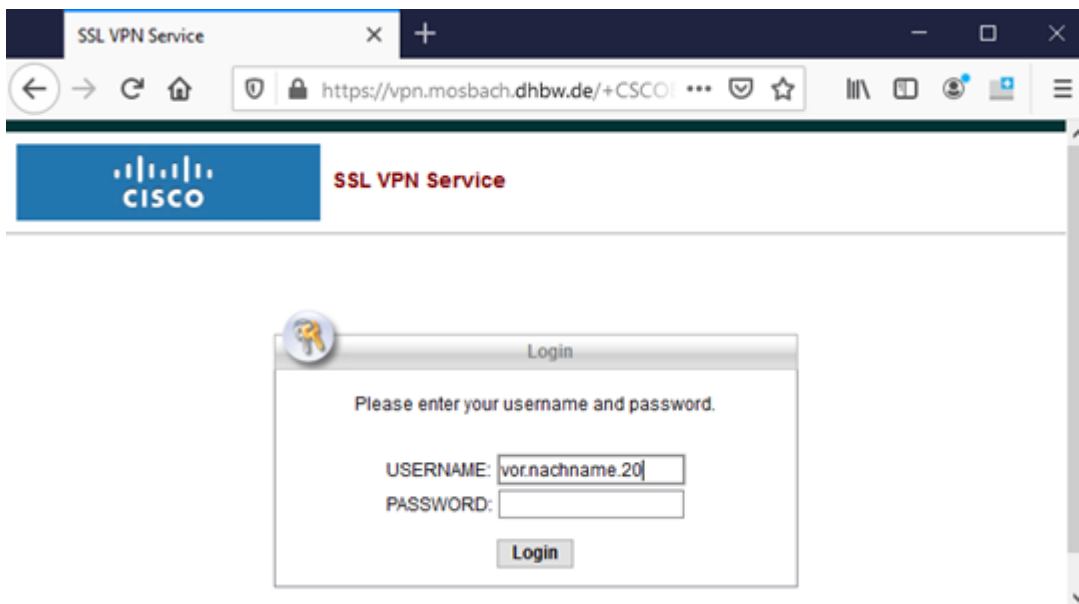 SSL VPN Service
https://vpn.mosbach.dhbw.de/+CSCO
CISCO
SSL VPN Service
Login
Please enter your username and password.
USERNAME: vor.nachname.20
PASSWORD:
Login